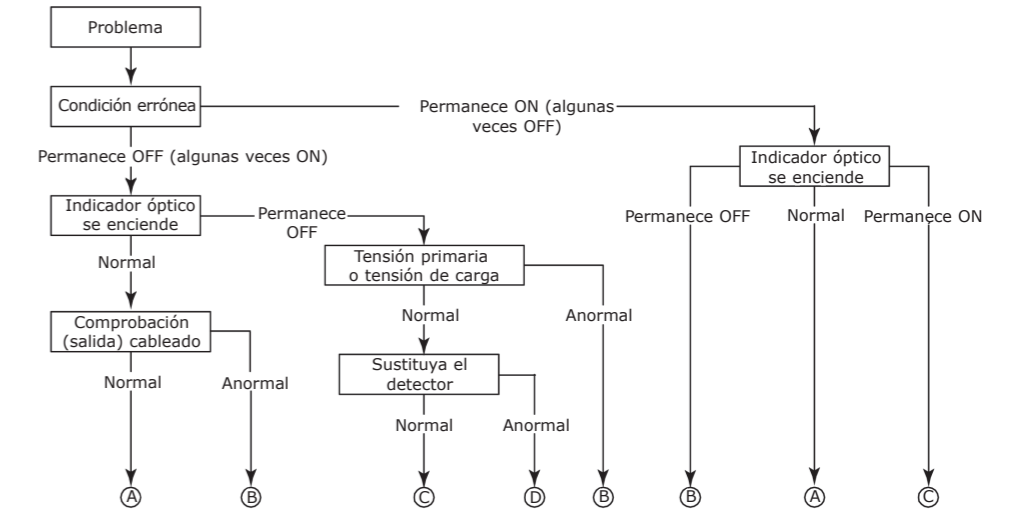 Problema
Condición errónea
Permanece ON (algunas
veces OFF)
Permanece OFF (algunas veces ON)
Indicador óptico
se enciende
Indicador óptico
se enciende
Permanece
OFF
Permanece OFF
Normal
Permanece ON
Tensión primaria
o tensión de carga
Normal
Comprobación
(salida) cableado
Normal
Anormal
Sustituya el
detector
Normal
Anormal
Normal
Anormal
A
B
C
D
B
B
A
C